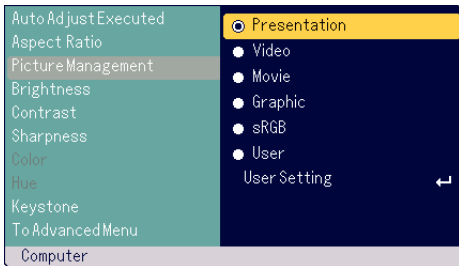 Auto Adjust Executed
Aspect Ratio
Picture Management
Brightness
Contrast
Sharpness
Color
Hue
Keystone
To Advanced Menu
Presentation
Video
Movie
Graphic
sRGB
User
User Setting
Computer